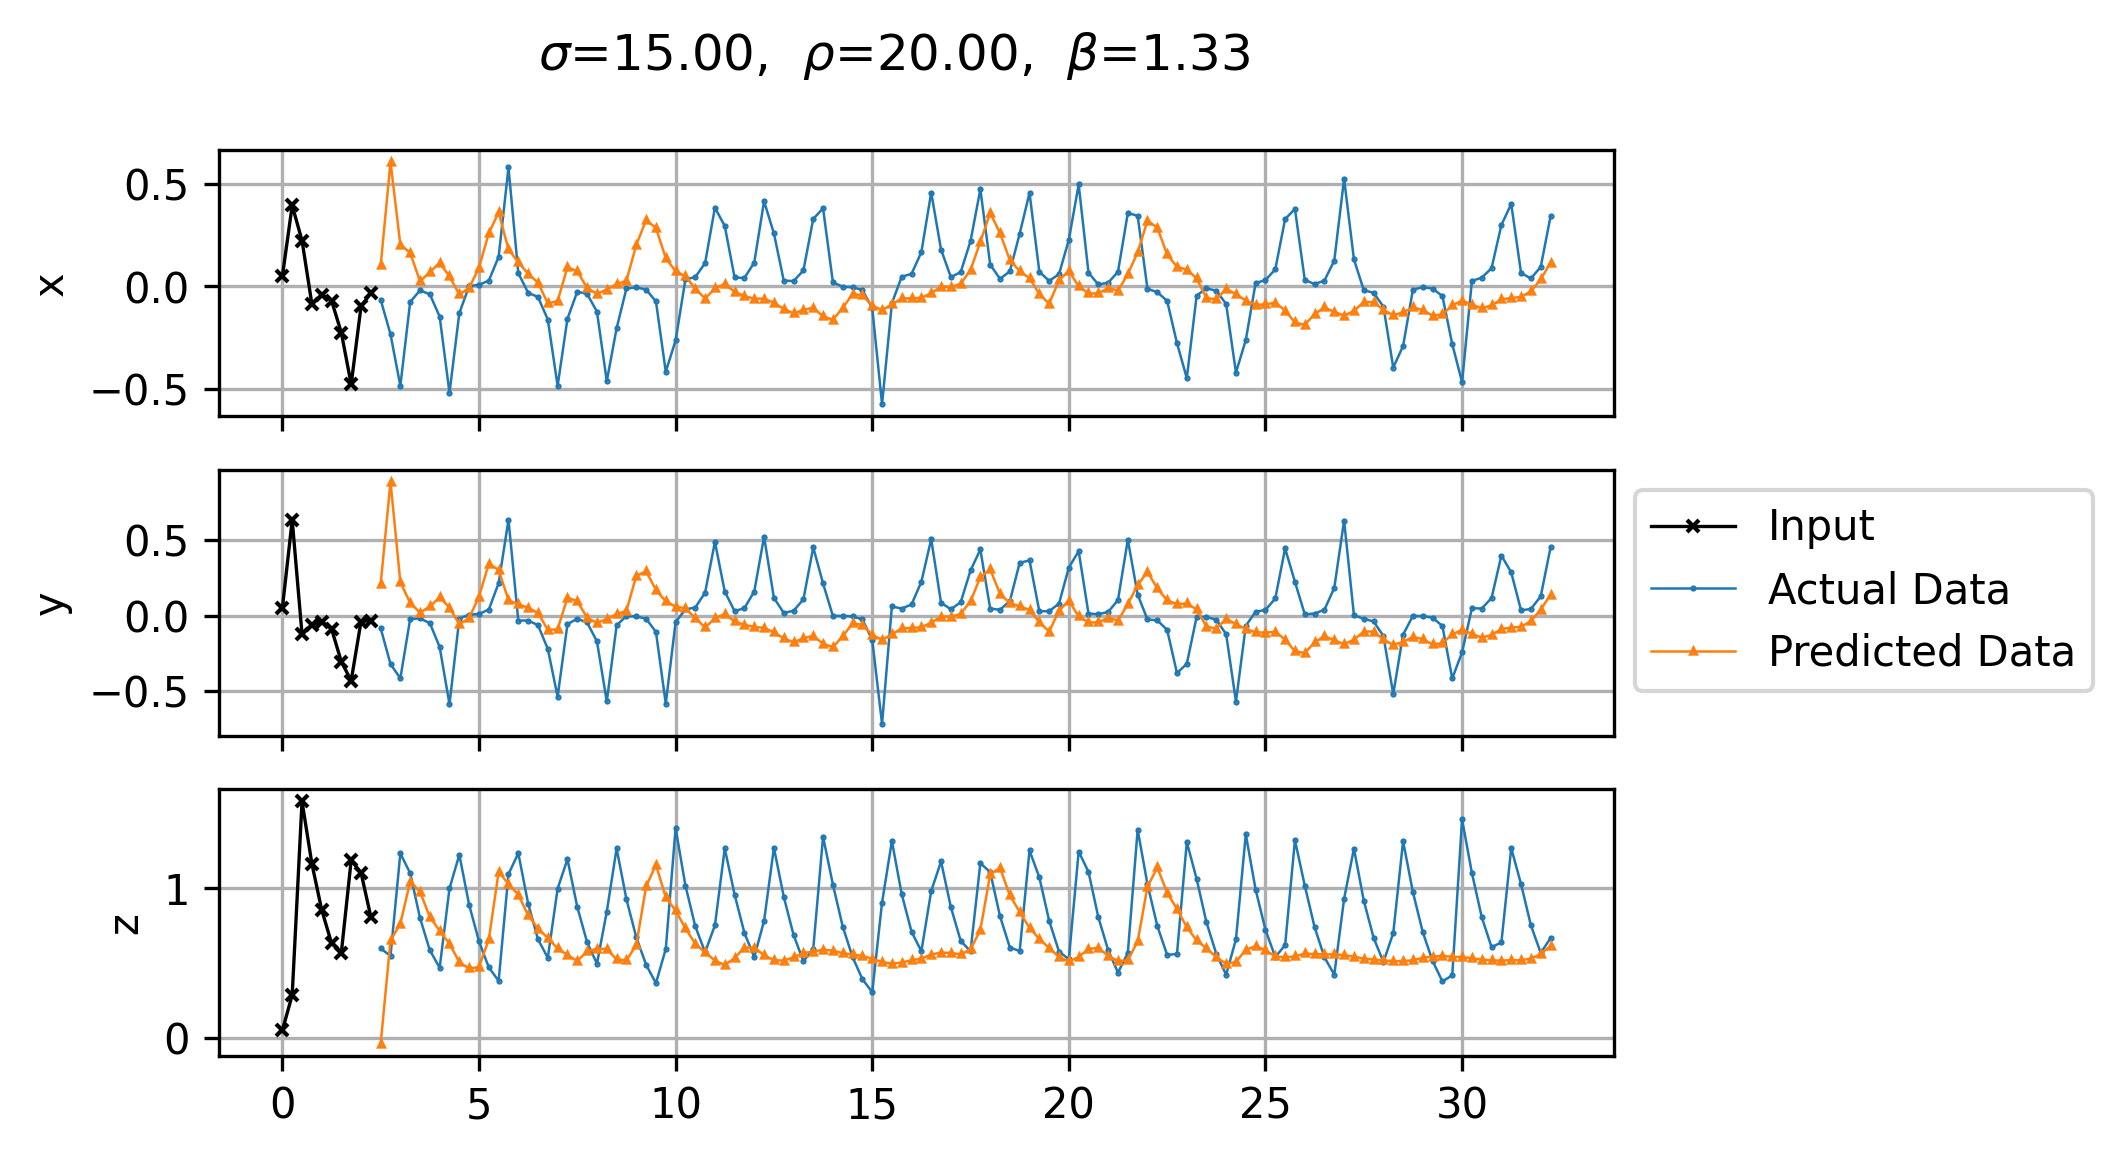 σ=15.00, ρ=20.00, β=1.33
0.5
0.0
−0.5
x
0.5
0.0
−0.5
y
Input
Actual Data
Predicted Data
1
0
z
0 5 10 15 20 25 30